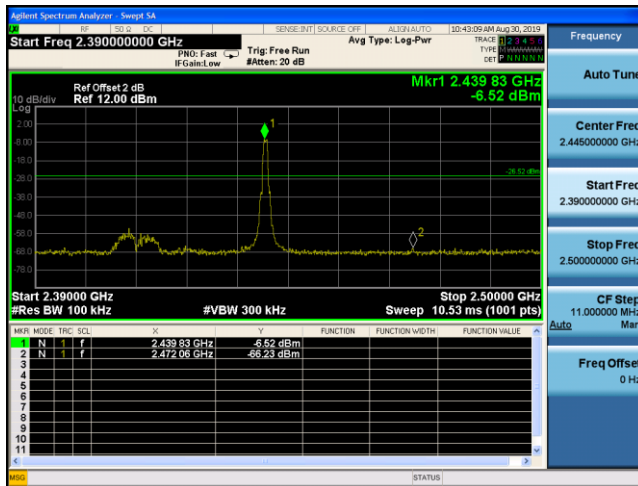 Agilent Spectrum Analyzer - Swept SA
RF 50 Ω DC SENSE:INT SOURCE OFF ALIGN AUTO 10:43:09 AM Aug 30, 2019
Start Freq 2.390000000 GHz
PNO: Fast
IFGain:Low
Trig: Free Run
#Atten: 20 dB
Avg Type: Log-Pwr
TRACE 1 2 3 4 5 6
TYPE
DET P N N N N N
Ref Offset 2 dB
Ref 12.00 dBm
10 dB/div
Log
Mkr1 2.439 83 GHz
-6.52 dBm
2.00
-8.00
-18.0
-28.0
-38.0
-48.0
-58.0
-68.0
-78.0
1
-26.52 dBm
2
Start 2.39000 GHz
#Res BW 100 kHz
#VBW 300 kHz
Stop 2.50000 GHz
Sweep 10.53 ms (1001 pts)
MKR MODE TRC SCL X Y FUNCTION FUNCTION WIDTH FUNCTION VALUE
1 N 1 f 2.439 83 GHz -6.52 dBm
2 N 1 f 2.472 06 GHz -66.23 dBm
3
4
5
6
7
8
9
10
11
MSG
STATUS
Frequency
Auto Tune
Center Freq
2.445000000 GHz
Start Freq
2.390000000 GHz
Stop Freq
2.500000000 GHz
CF Step
11.000000 MHz
Auto Man
Freq Offset
0 Hz